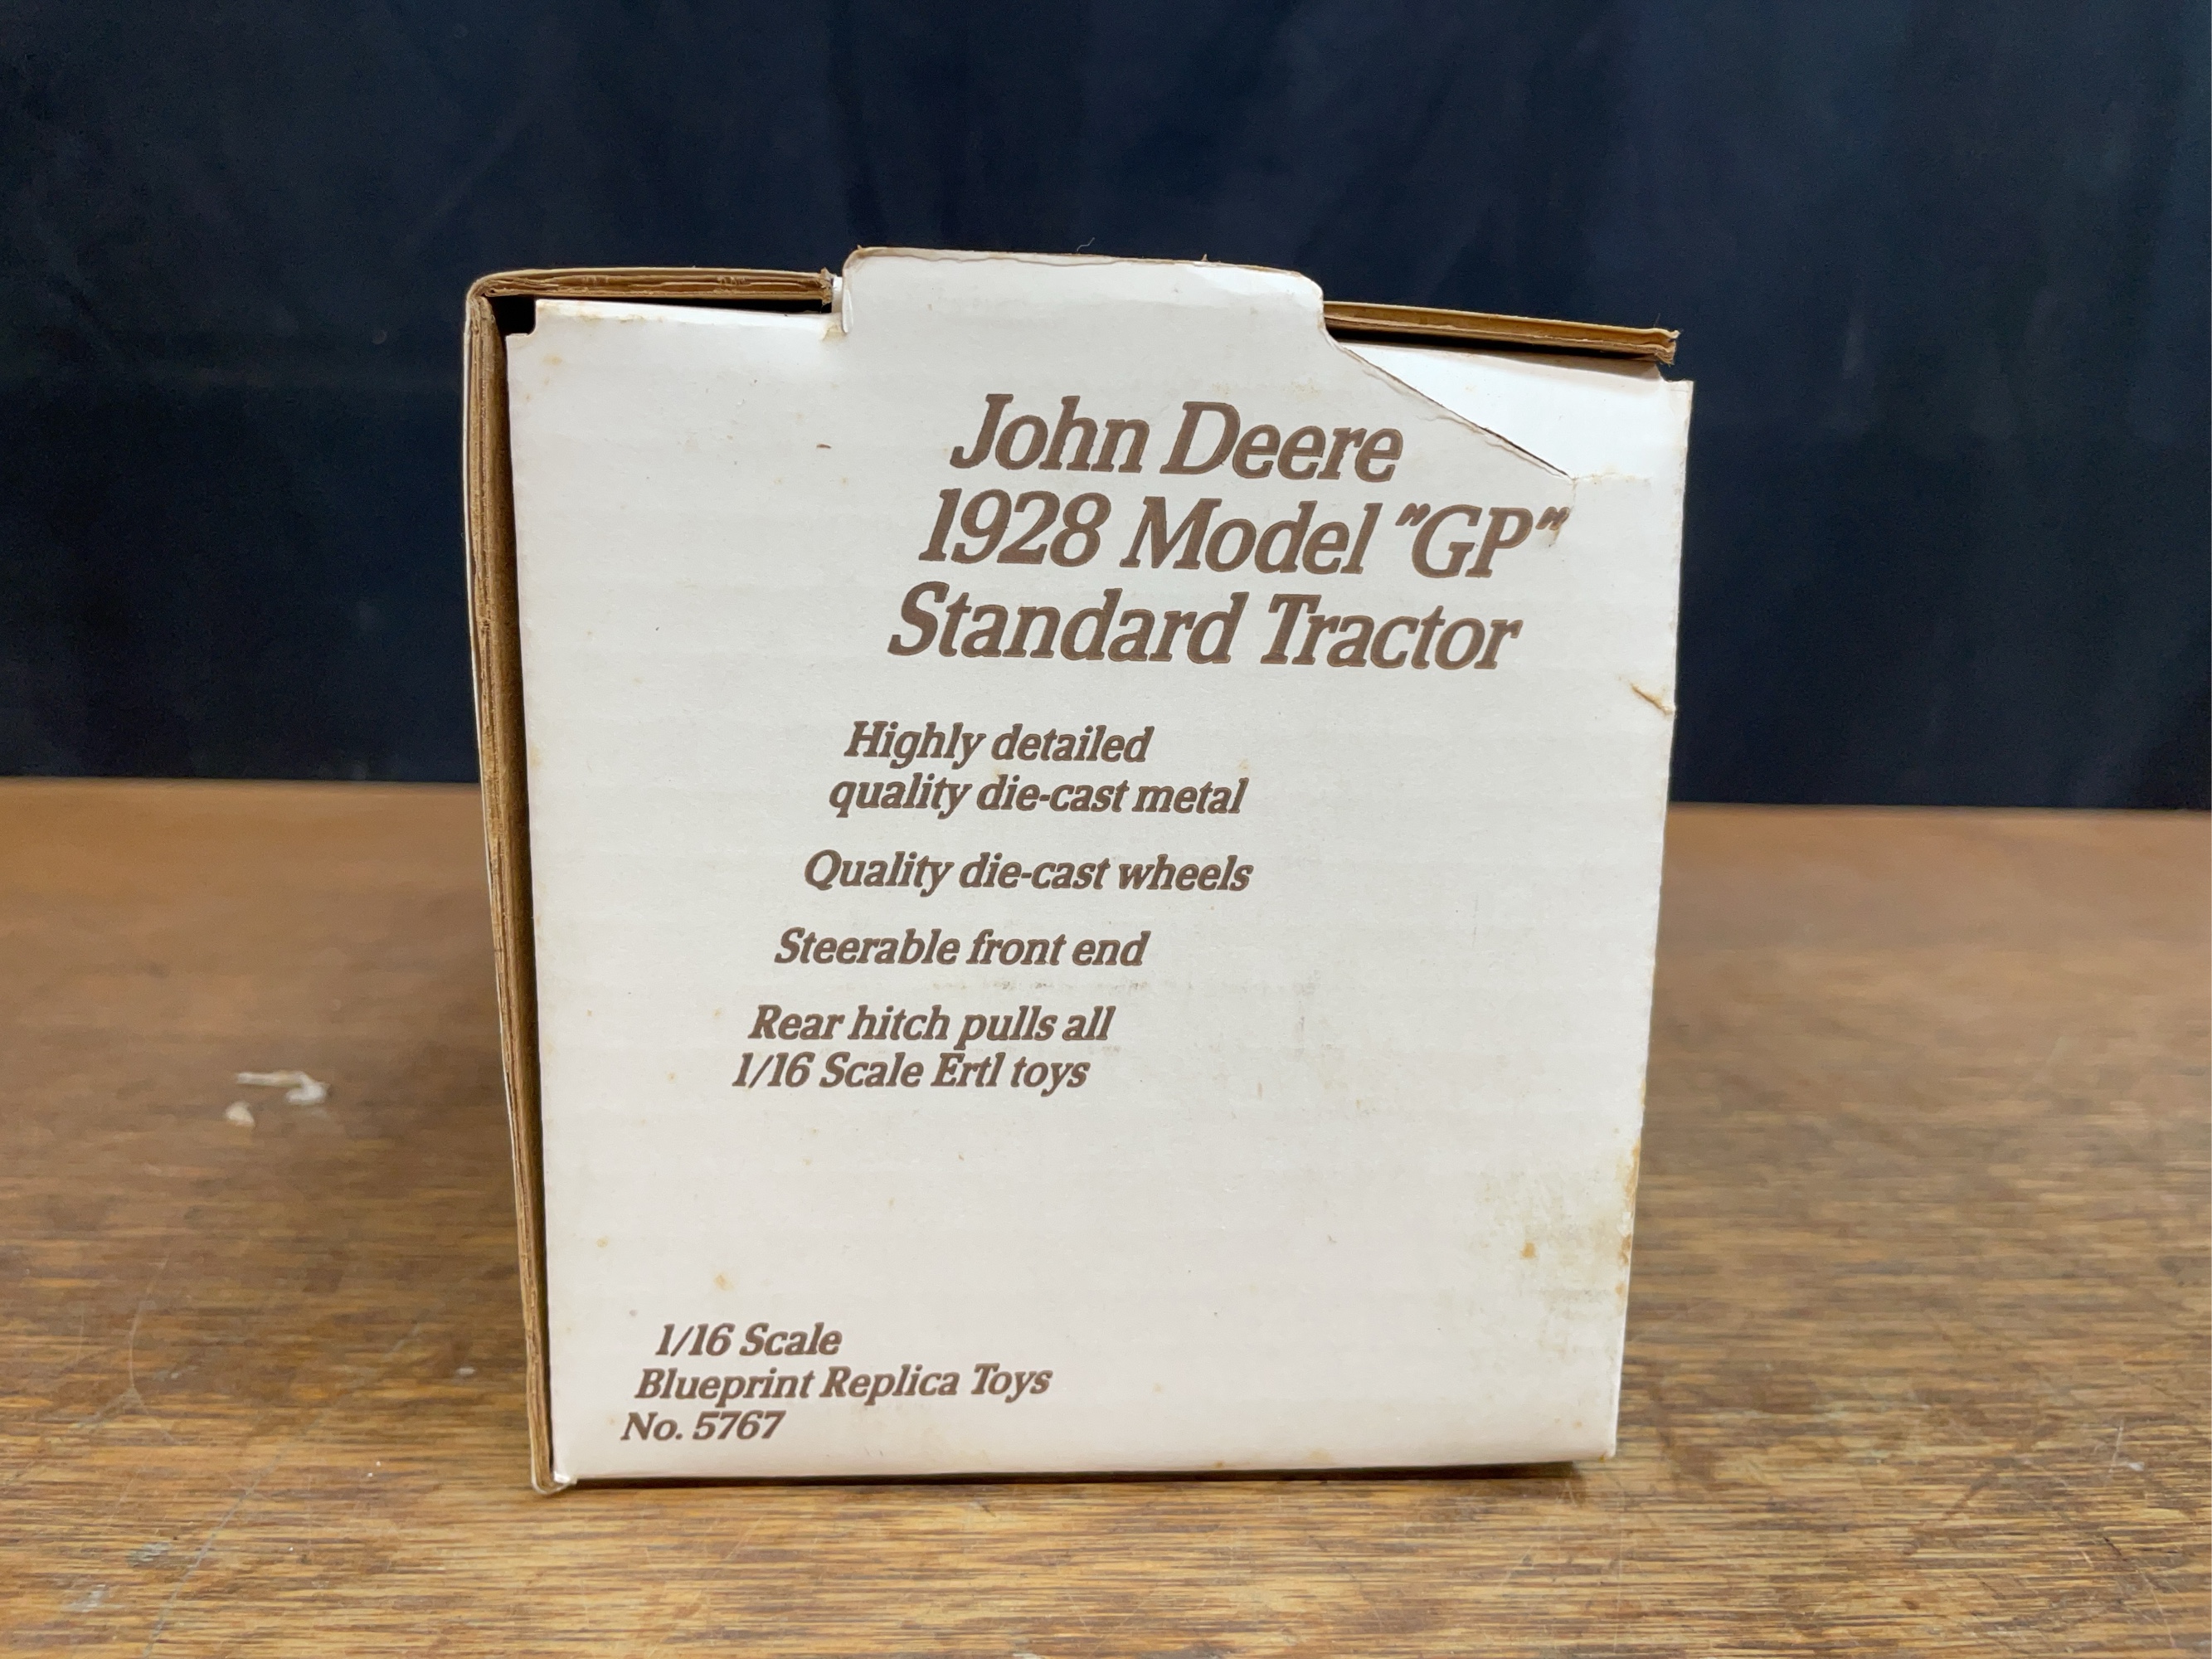 John Deere
1928 Model "GP"
Standard Tractor
Highly detailed
quality die-cast metal
Quality die-cast wheels
Steerable front end
Rear hitch pulls all
1/16 Scale Ertl toys
1/16 Scale
Blueprint Replica Toys
No. 5767